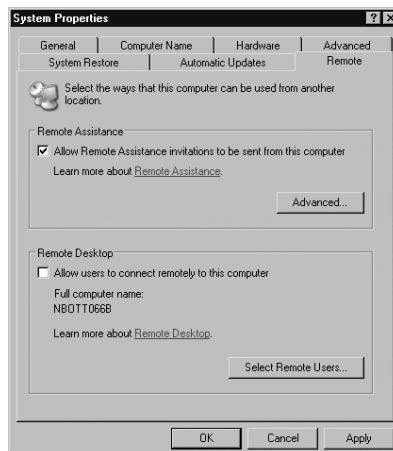 System Properties
General Computer Name Hardware Advanced
System Restore Automatic Updates Remote
Select the ways that this computer can be used from another
location.
Remote Assistance
Allow Remote Assistance invitations to be sent from this computer
Learn more about Remote Assistance.
Advanced...
Remote Desktop
Allow users to connect remotely to this computer
Full computer name:
NBOTT066B
Learn more about Remote Desktop.
Select Remote Users...
OK Cancel Apply